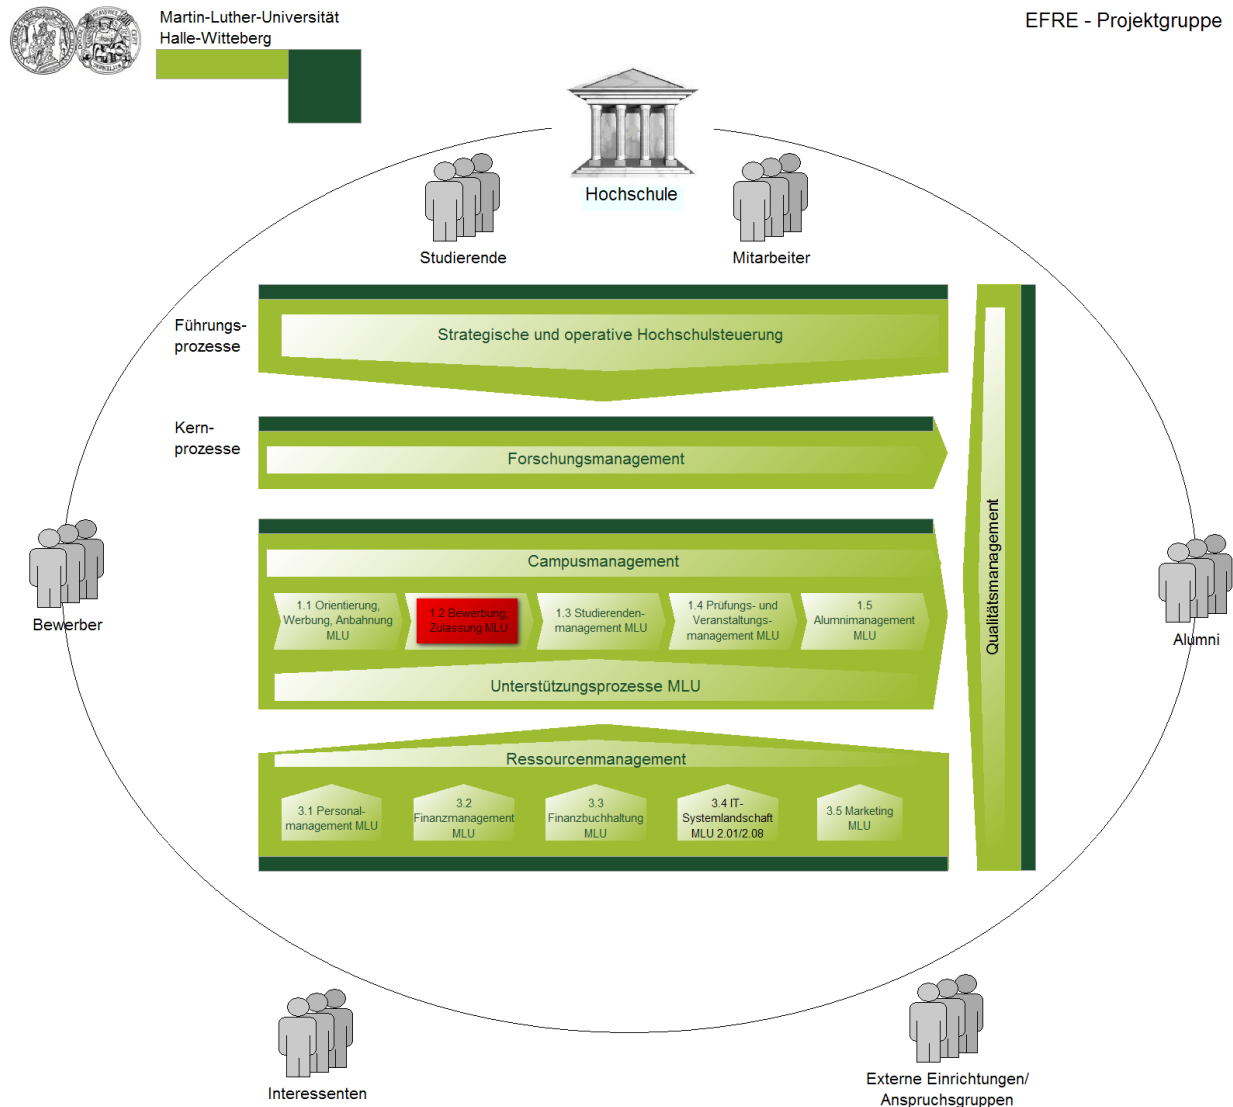 Martin-Luther-Universität
Halle-Witteberg
EFRE - Projektgruppe
Hochschule
Studierende
Mitarbeiter
Führungs-
prozesse
Strategische und operative Hochschulsteuerung
Kern-
prozesse
Forschungsmanagement
Campusmanagement
1.1 Orientierung,
Werbung, Anbahnung
MLU
1.2 Bewerbung,
Zulassung MLU
1.3 Studierenden-
management MLU
1.4 Prüfungs- und
Veranstaltungs-
management MLU
1.5
Alumnimanagement
MLU
Unterstützungsprozesse MLU
Qualitätsmanagement
Bewerber
Alumni
Ressourcenmanagement
3.1 Personal-
management MLU
3.2
Finanzmanagement
MLU
3.3
Finanzbuchhaltung
MLU
3.4 IT-
Systemlandschaft
MLU 2.01/2.08
3.5 Marketing
MLU
Interessenten
Externe Einrichtungen/
Anspruchsgruppen